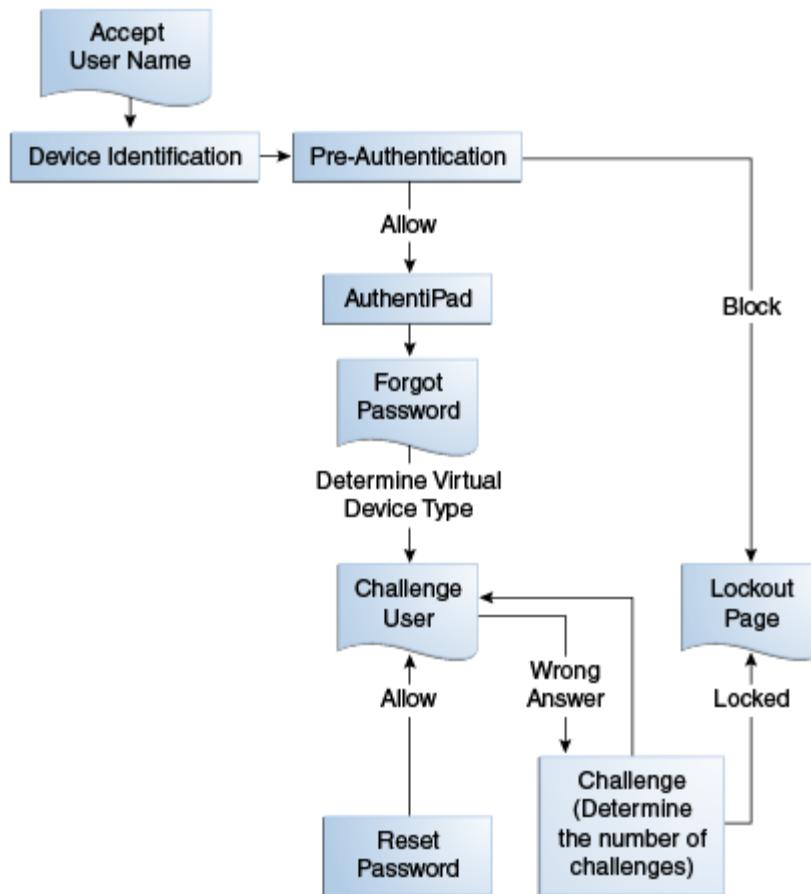 Accept
User Name
Device Identification
Pre-Authentication
Allow
AuthentiPad
Block
Forgot
Password
Determine Virtual
Device Type
Challenge
User
Lockout
Page
Wrong
Answer
Allow
Locked
Challenge
(Determine
the number of
challenges)
Reset
Password